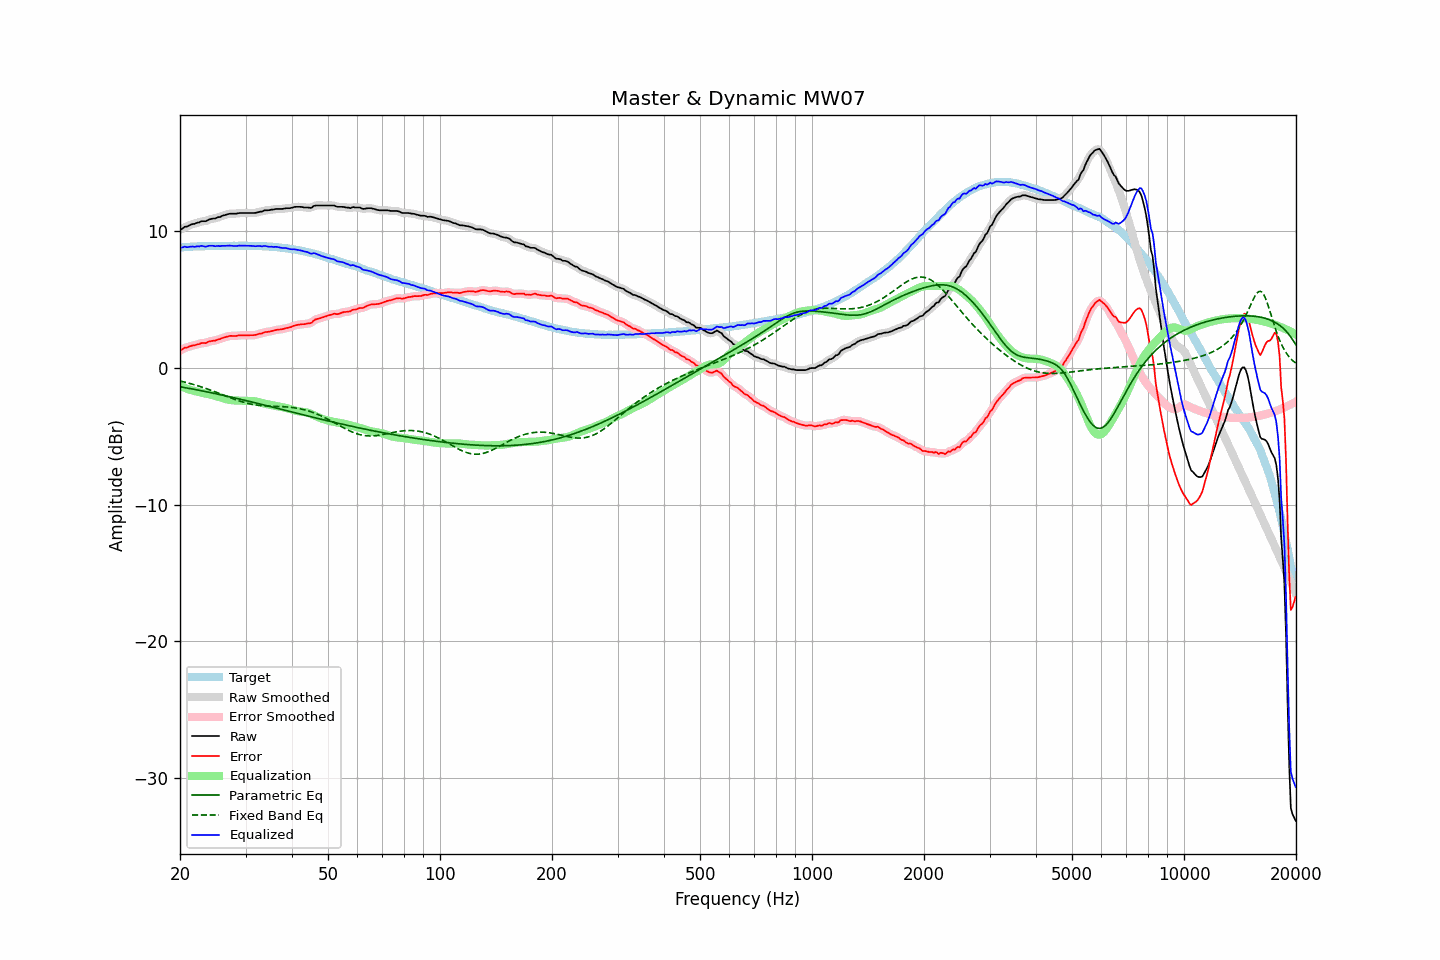 Master & Dynamic MW07
Amplitude (dBr)
10
0
−10
−20
−30
Target
Raw Smoothed
Error Smoothed
Raw
Error
Equalization
Parametric Eq
Fixed Band Eq
Equalized
20 50 100 200 500 1000 2000 5000 10000 20000
Frequency (Hz)